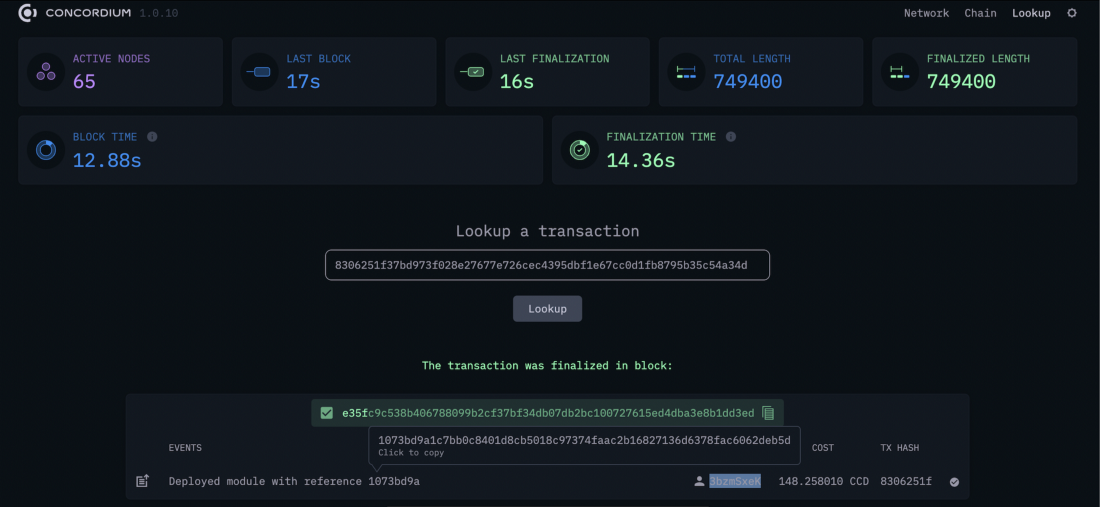 CONCORDIUM 1.0.10
Network Chain Lookup
ACTIVE NODES
65
LAST BLOCK
17s
LAST FINALIZATION
16s
TOTAL LENGTH
749400
FINALIZED LENGTH
749400
BLOCK TIME
12.88s
FINALIZATION TIME
14.36s
Lookup a transaction
8306251f37bd973f028e27677e726cec4395dbf1e67cc0d1fb8795b35c54a34d
Lookup
The transaction was finalized in block:
e35fc9c538b406788099b2cf37bf34db07db2bc100727615ed4dba3e8b1dd3ed
1073bd9a1c7bb0c8401d8cb5018c97374faac2b16827136d6378fac6062deb5d
Click to copy
EVENTS COST TX HASH
Deployed module with reference 1073bd9a 3bzmSxeK 148.258010 CCD 8306251f